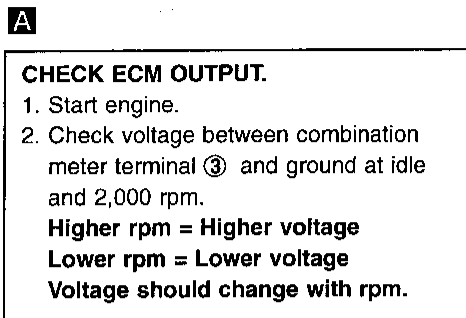 A
CHECK ECM OUTPUT.
1. Start engine.
2. Check voltage between combination
meter terminal ③ and ground at idle
and 2,000 rpm.
Higher rpm = Higher voltage
Lower rpm = Lower voltage
Voltage should change with rpm.